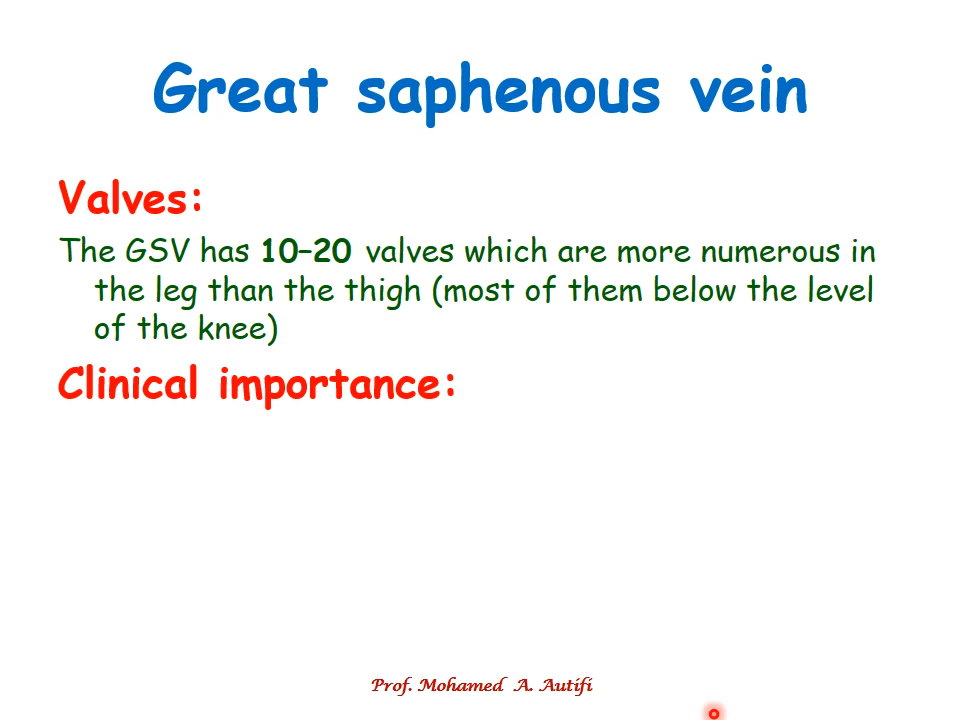 Great saphenous vein
Valves:
The GSV has 10–20 valves which are more numerous in
the leg than the thigh (most of them below the level
of the knee)
Clinical importance:
Prof. Mohamed A. Autifi